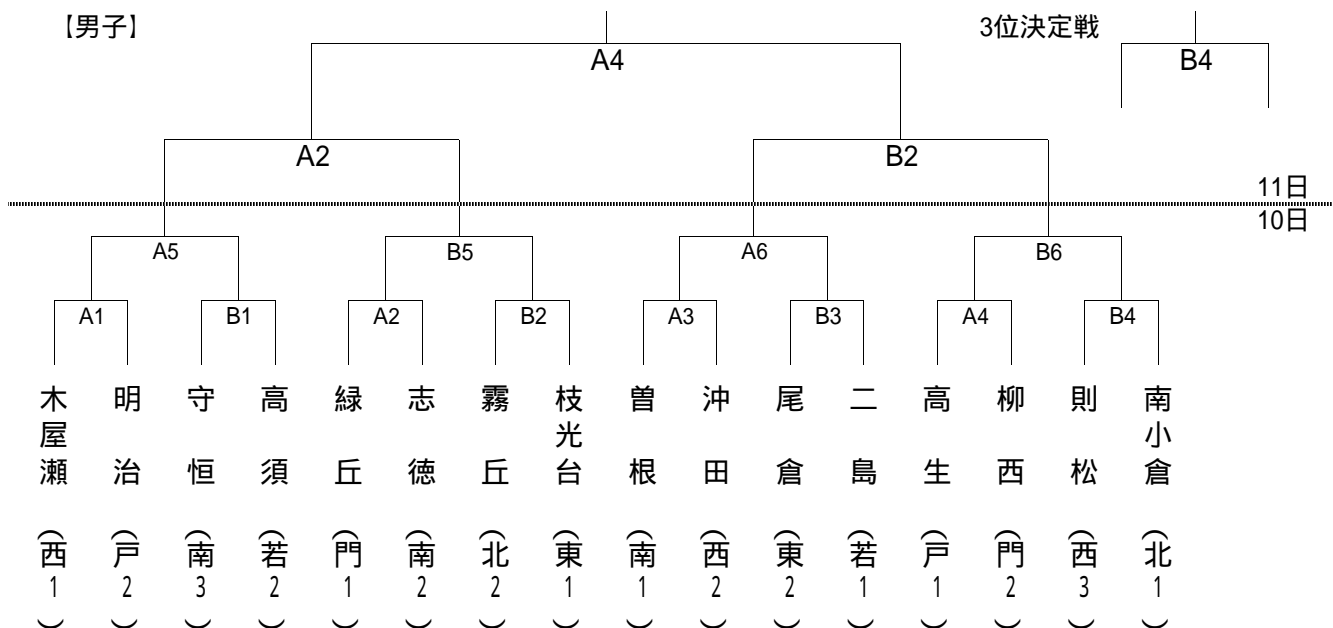 【男子】
3位決定戦
A4
B4
A2
B2
11日
10日
A5
B5
A6
B6
A1
B1
A2
B2
A3
B3
A4
B4
木屋瀬(西1)
明治(戸2)
守恒(南3)
高須(若2)
緑丘(門1)
志徳(南2)
霧丘(北2)
枝光台(東1)
曽根(南1)
沖田(西2)
尾倉(東2)
二島(若1)
高生(戸1)
柳西(門2)
則松(西3)
南小倉(北1)